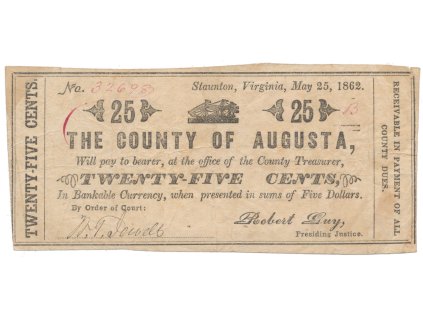 No. 32698
Staunton, Virginia, May 25, 1862.
25 25
B
THE COUNTY OF AUGUSTA,
Will pay to bearer, at the office of the County Treasurer,
TWENTY-FIVE CENTS,
In Bankable Currency, when presented in sums of Five Dollars.
By Order of Court:
Robert Guy,
Presiding Justice.
TWENTY-FIVE CENTS.
RECEIVABLE IN PAYMENT OF ALL
COUNTY DUES.